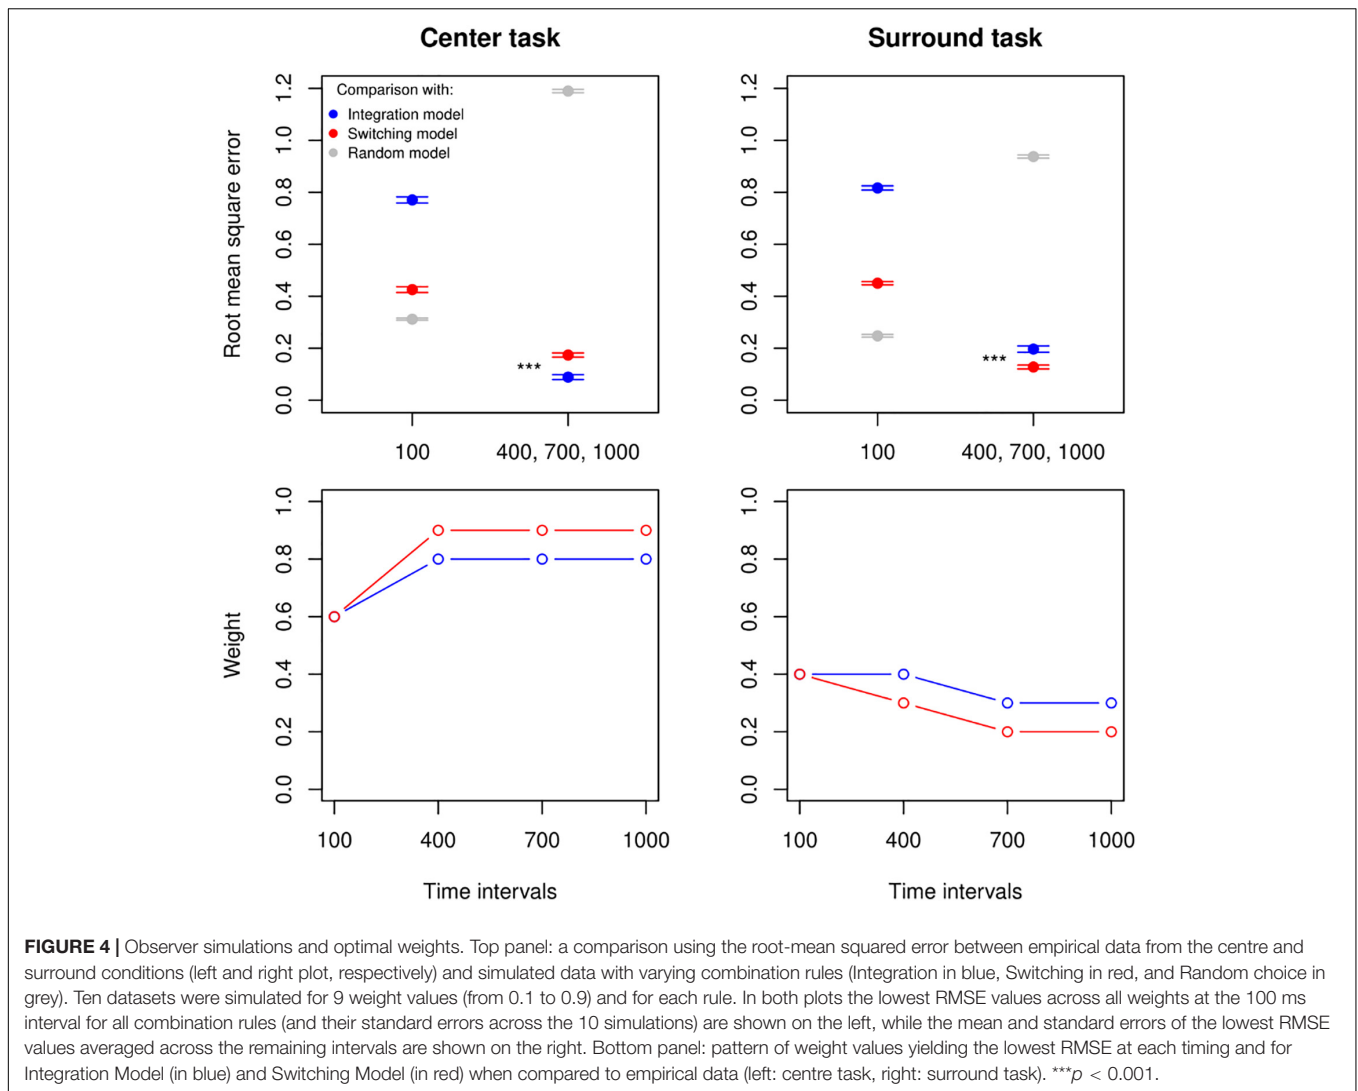 Center task
Surround task
Root mean square error
0.0 0.2 0.4 0.6 0.8 1.0 1.2
Comparison with:
Integration model
Switching model
Random model
***
100
400, 700, 1000
0.0 0.2 0.4 0.6 0.8 1.0 1.2
***
100
400, 700, 1000
Weight
0.0 0.2 0.4 0.6 0.8 1.0
100 400 700 1000
Time intervals
0.0 0.2 0.4 0.6 0.8 1.0
100 400 700 1000
Time intervals
FIGURE 4 | Observer simulations and optimal weights. Top panel: a comparison using the root-mean squared error between empirical data from the centre and
surround conditions (left and right plot, respectively) and simulated data with varying combination rules (Integration in blue, Switching in red, and Random choice in
grey). Ten datasets were simulated for 9 weight values (from 0.1 to 0.9) and for each rule. In both plots the lowest RMSE values across all weights at the 100 ms
interval for all combination rules (and their standard errors across the 10 simulations) are shown on the left, while the mean and standard errors of the lowest RMSE
values averaged across the remaining intervals are shown on the right. Bottom panel: pattern of weight values yielding the lowest RMSE at each timing and for
Integration Model (in blue) and Switching Model (in red) when compared to empirical data (left: centre task, right: surround task). ***p < 0.001.